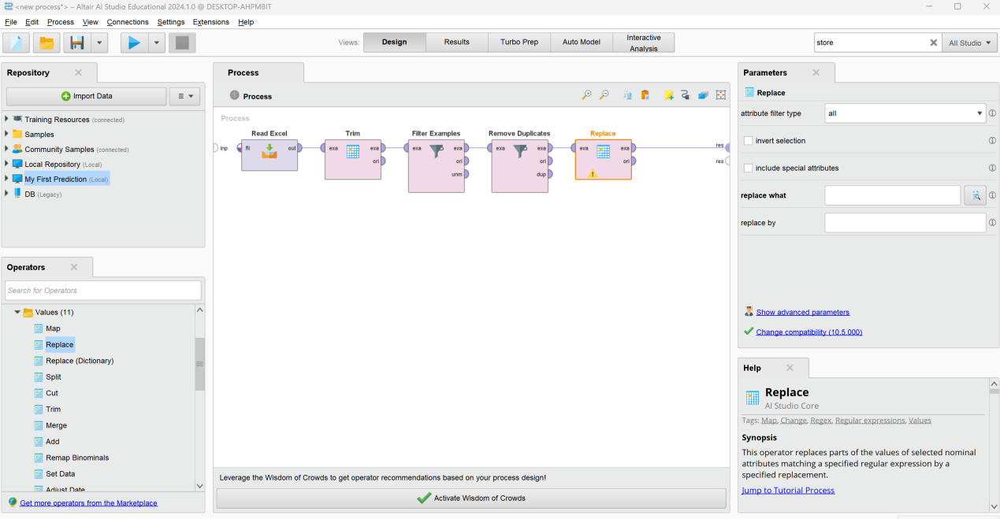 <new process*> – Altair AI Studio Educational 2024.1.0 @ DESKTOP-AHPMBIT
File Edit Process View Connections Settings Extensions Help
Views: Design Results Turbo Prep Auto Model Interactive Analysis
store All Studio
Repository
Import Data
Training Resources (connected)
Samples
Community Samples (connected)
Local Repository (Local)
My First Prediction (Local)
DB (Legacy)
Operators
Search for Operators
Values (11)
Map
Replace
Replace (Dictionary)
Split
Cut
Trim
Merge
Add
Remap Binominals
Set Data
Adjust Date
Get more operators from the Marketplace
Process
Process
Process
Read Excel Trim Filter Examples Remove Duplicates Replace
inp fil out exa exa exa exa exa exa exa exa res
ori ori ori ori res
unm dup
Leverage the Wisdom of Crowds to get operator recommendations based on your process design!
Activate Wisdom of Crowds
Parameters
Replace
attribute filter type all
invert selection
include special attributes
replace what
replace by
Show advanced parameters
Change compatibility (10.5.000)
Help
Replace
AI Studio Core
Tags: Map, Change, Regex, Regular expressions, Values
Synopsis
This operator replaces parts of the values of selected nominal
attributes matching a specified regular expression by a
specified replacement.
Jump to Tutorial Process